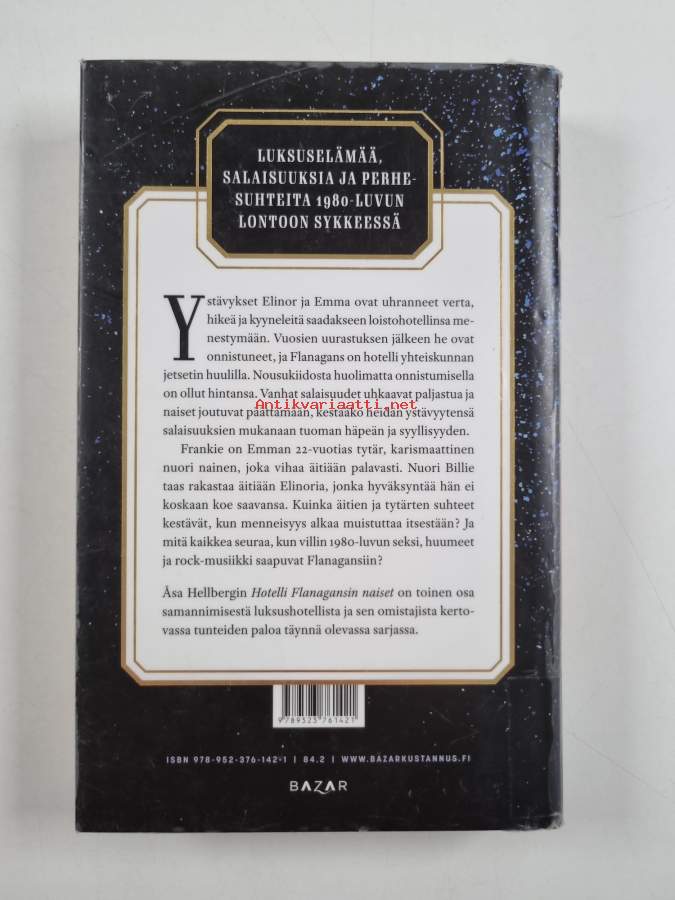 LUKSUSELÄMÄÄ,
SALAISUUKSIA JA PERHE-
SUHTEITA 1980-LUVUN
LONTOON SYKKEESSÄ
Ystävykset Elinor ja Emma ovat uhranneet verta,
hikeä ja kyyneleitä saadakseen loistohotellinsa me-
nestymään. Vuosien uurastuksen jälkeen he ovat
onnistuneet, ja Flanagans on hotelli yhteiskunnan
jetsetin huulilla. Nousukiidosta huolimatta onnistumisella
on ollut hintansa. Vanhat salaisuudet uhkaavat paljastua ja
Antikvariaatti.net
naiset joutuvat päättämään, kestääkö heidän ystävyytensä
salaisuuksien mukanaan tuoman häpeän ja syyllisyyden.
Frankie on Emman 22-vuotias tytär, karismaattinen
nuori nainen, joka vihaa äitiään palavasti. Nuori Billie
taas rakastaa äitiään Elinoria, jonka hyväksyntää hän ei
koskaan koe saavansa. Kuinka äitien ja tytärten suhteet
kestävät, kun menneisyys alkaa muistuttaa itsestään? Ja
mitä kaikkea seuraa, kun villin 1980-luvun seksi, huumeet
ja rock-musiikki saapuvat Flanagansiin?
Åsa Hellbergin Hotelli Flanagansin naiset on toinen osa
samannimisestä luksushotellista ja sen omistajista kerto-
vassa tunteiden paloa täynnä olevassa sarjassa.
9789523761421
ISBN 978-952-376-142-1 | 84.2 | WWW.BAZARKUSTANNUS.FI
BAZAR